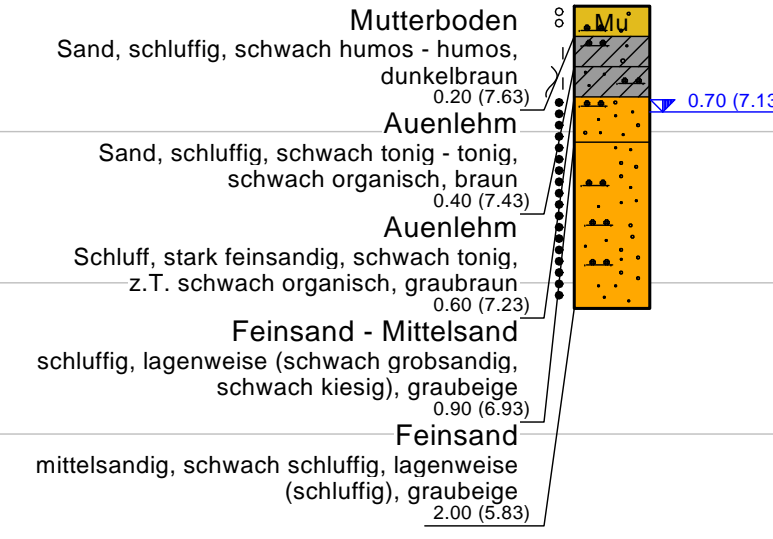 Mutterboden
Sand, schluffig, schwach humos - humos,
dunkelbraun
0.20 (7.63)
Auenlehm
Sand, schluffig, schwach tonig - tonig,
schwach organisch, braun
0.40 (7.43)
Auenlehm
Schluff, stark feinsandig, schwach tonig,
z.T. schwach organisch, graubraun
0.60 (7.23)
Feinsand - Mittelsand
schluffig, lagenweise (schwach grobsandig,
schwach kiesig), graubeige
0.90 (6.93)
Feinsand
mittelsandig, schwach schluffig, lagenweise
(schluffig), graubeige
2.00 (5.83)
Mu
0.70 (7.13